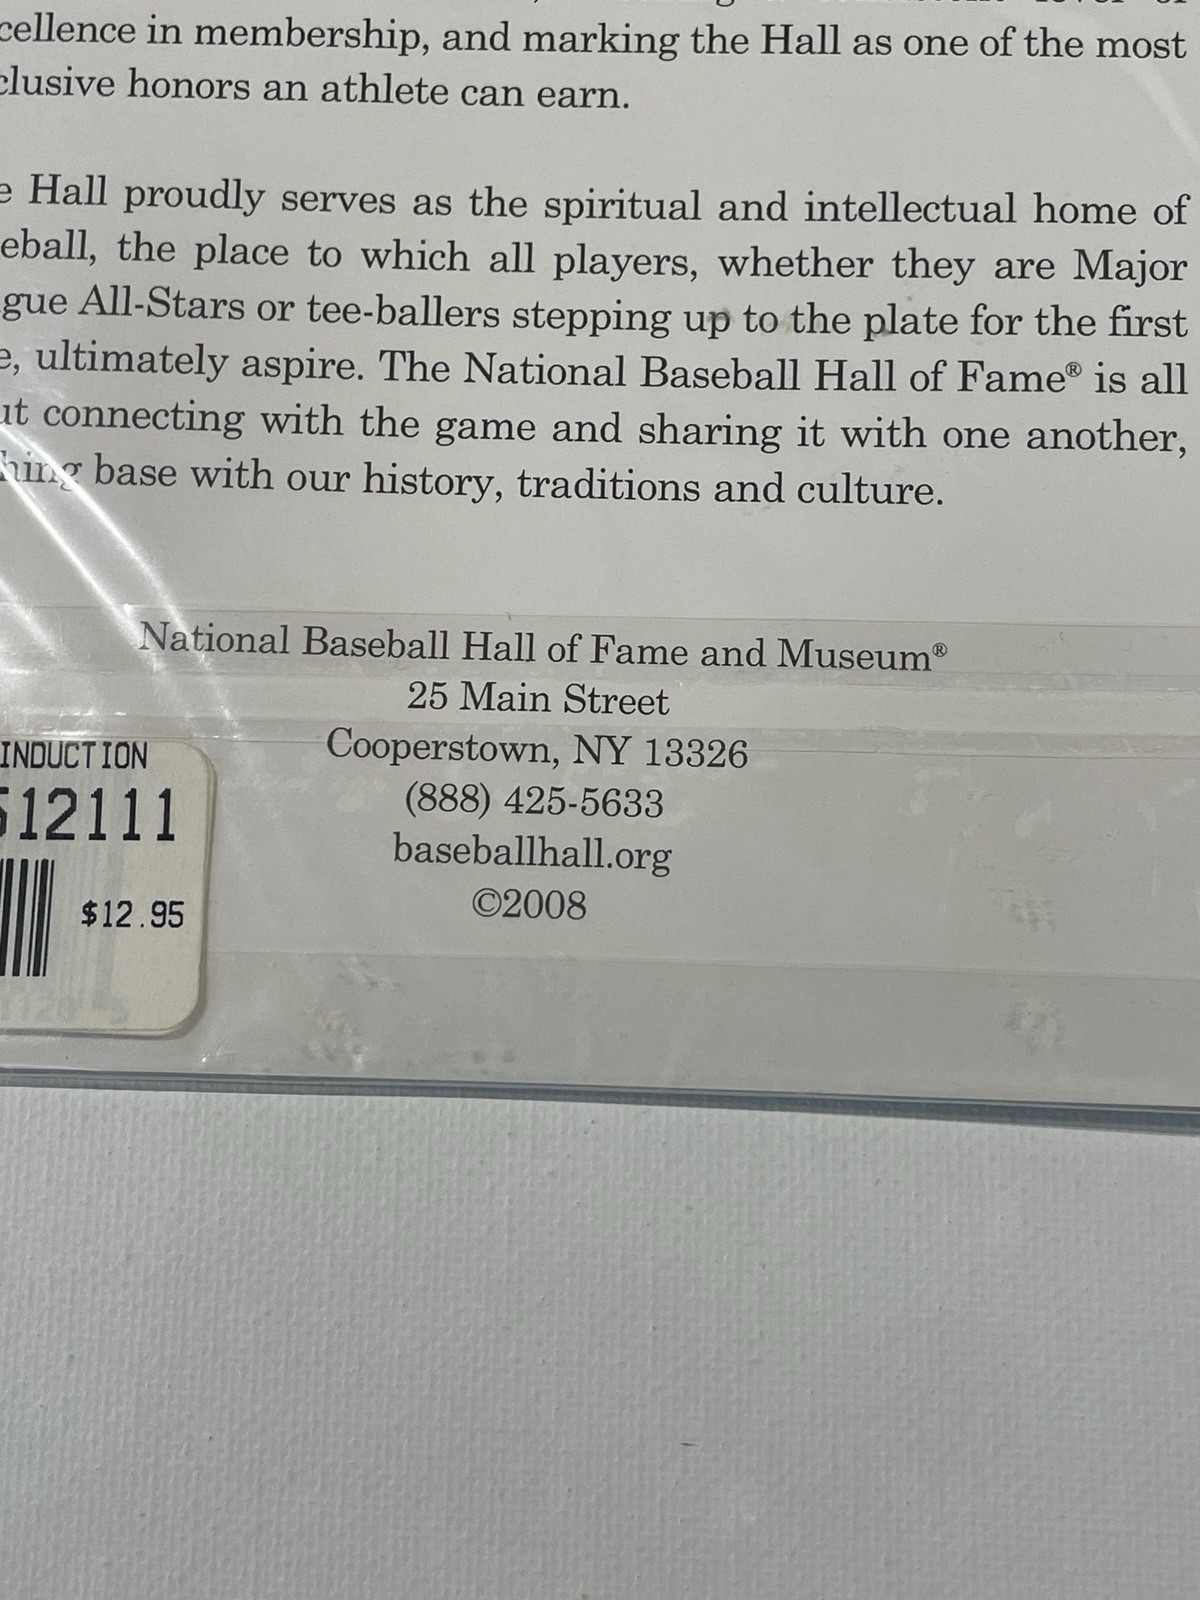 cellence in membership, and marking the Hall as one of the most
clusive honors an athlete can earn.
e Hall proudly serves as the spiritual and intellectual home of
eball, the place to which all players, whether they are Major
gue All-Stars or tee-ballers stepping up to the plate for the first
e, ultimately aspire. The National Baseball Hall of Fame® is all
ut connecting with the game and sharing it with one another,
hing base with our history, traditions and culture.
National Baseball Hall of Fame and Museum®
25 Main Street
Cooperstown, NY 13326
(888) 425-5633
baseballhall.org
©2008
INDUCTION
512111
$12.95